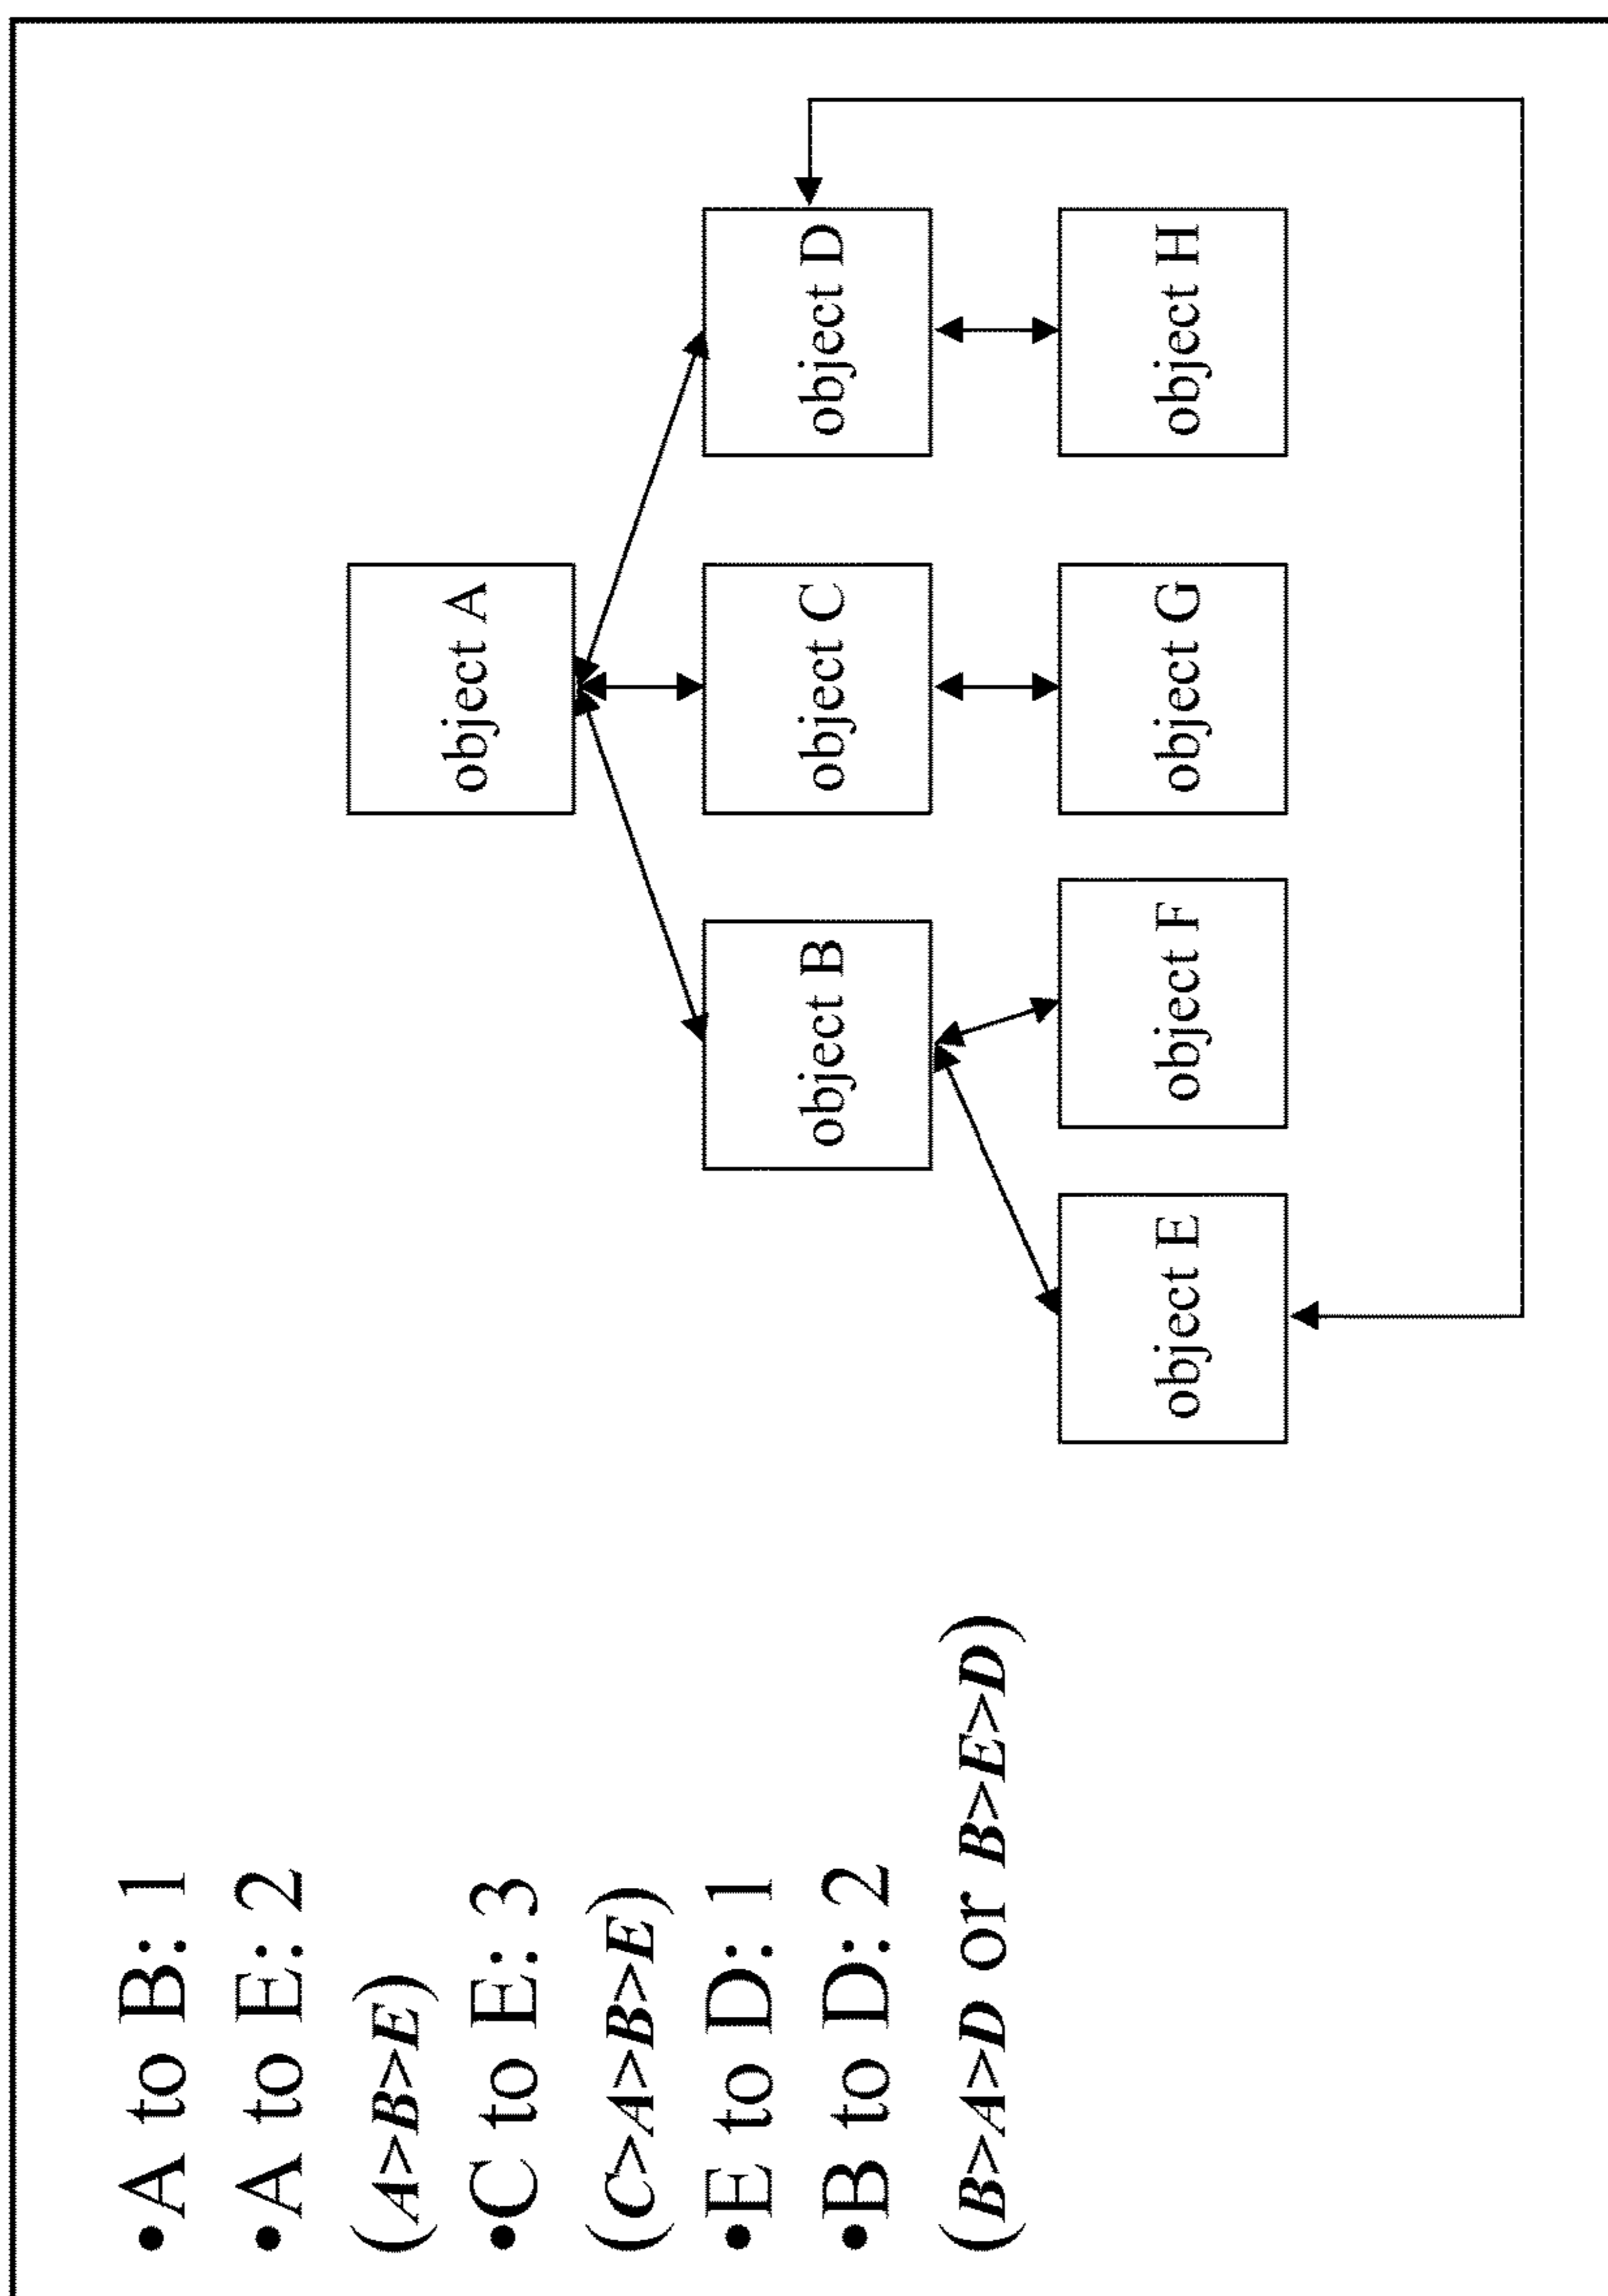 •A to B: 1
•A to E: 2
(A>B>E)
•C to E: 3
(C>A>B>E)
•E to D: 1
•B to D: 2
(B>A>D or B>E>D)
object A
object B
object C
object D
object E
object F
object G
object H